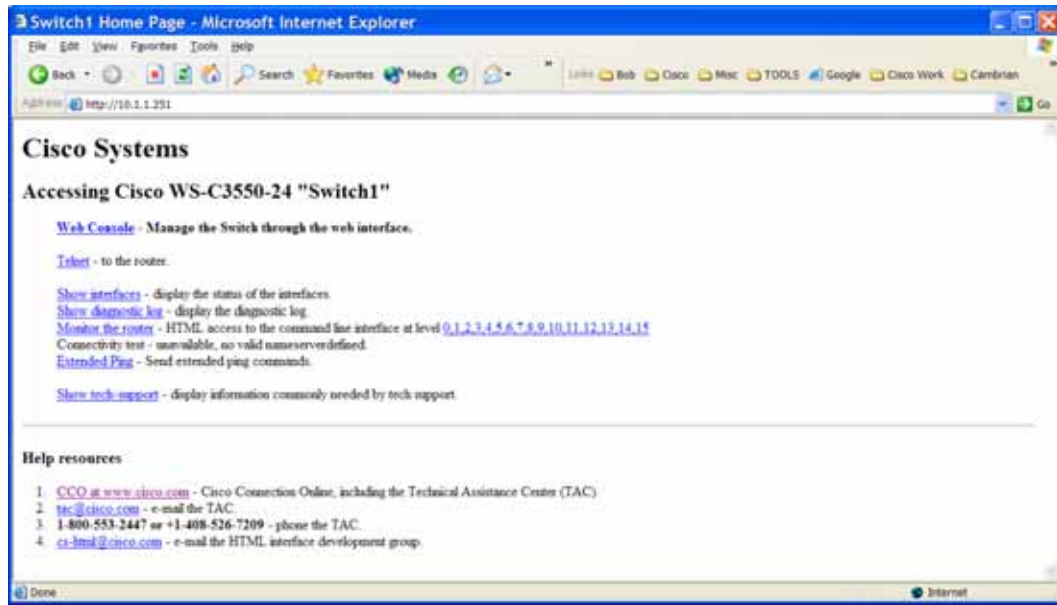 Switch1 Home Page - Microsoft Internet Explorer
File Edit View Favorites Tools Help
Back Search Favorites Media Links Bob Cisco Misc TOOLS Google Cisco Work Cambrian
Address http://10.1.1.251 Go
Cisco Systems
Accessing Cisco WS-C3550-24 "Switch1"
Web Console - Manage the Switch through the web interface.
Telnet - to the router.
Show interfaces - display the status of the interfaces.
Show diagnostic log - display the diagnostic log.
Monitor the router - HTML access to the command line interface at level 0,1,2,3,4,5,6,7,8,9,10,11,12,13,14,15
Connectivity test - unavailable, no valid nameserverdefined.
Extended Ping - Send extended ping commands.
Show tech-support - display information commonly needed by tech support.
Help resources
1. CCO at www.cisco.com - Cisco Connection Online, including the Technical Assistance Center (TAC).
2. tac@cisco.com - e-mail the TAC.
3. 1-800-553-2447 or +1-408-526-7209 - phone the TAC.
4. cs-html@cisco.com - e-mail the HTML interface development group.
Done Internet